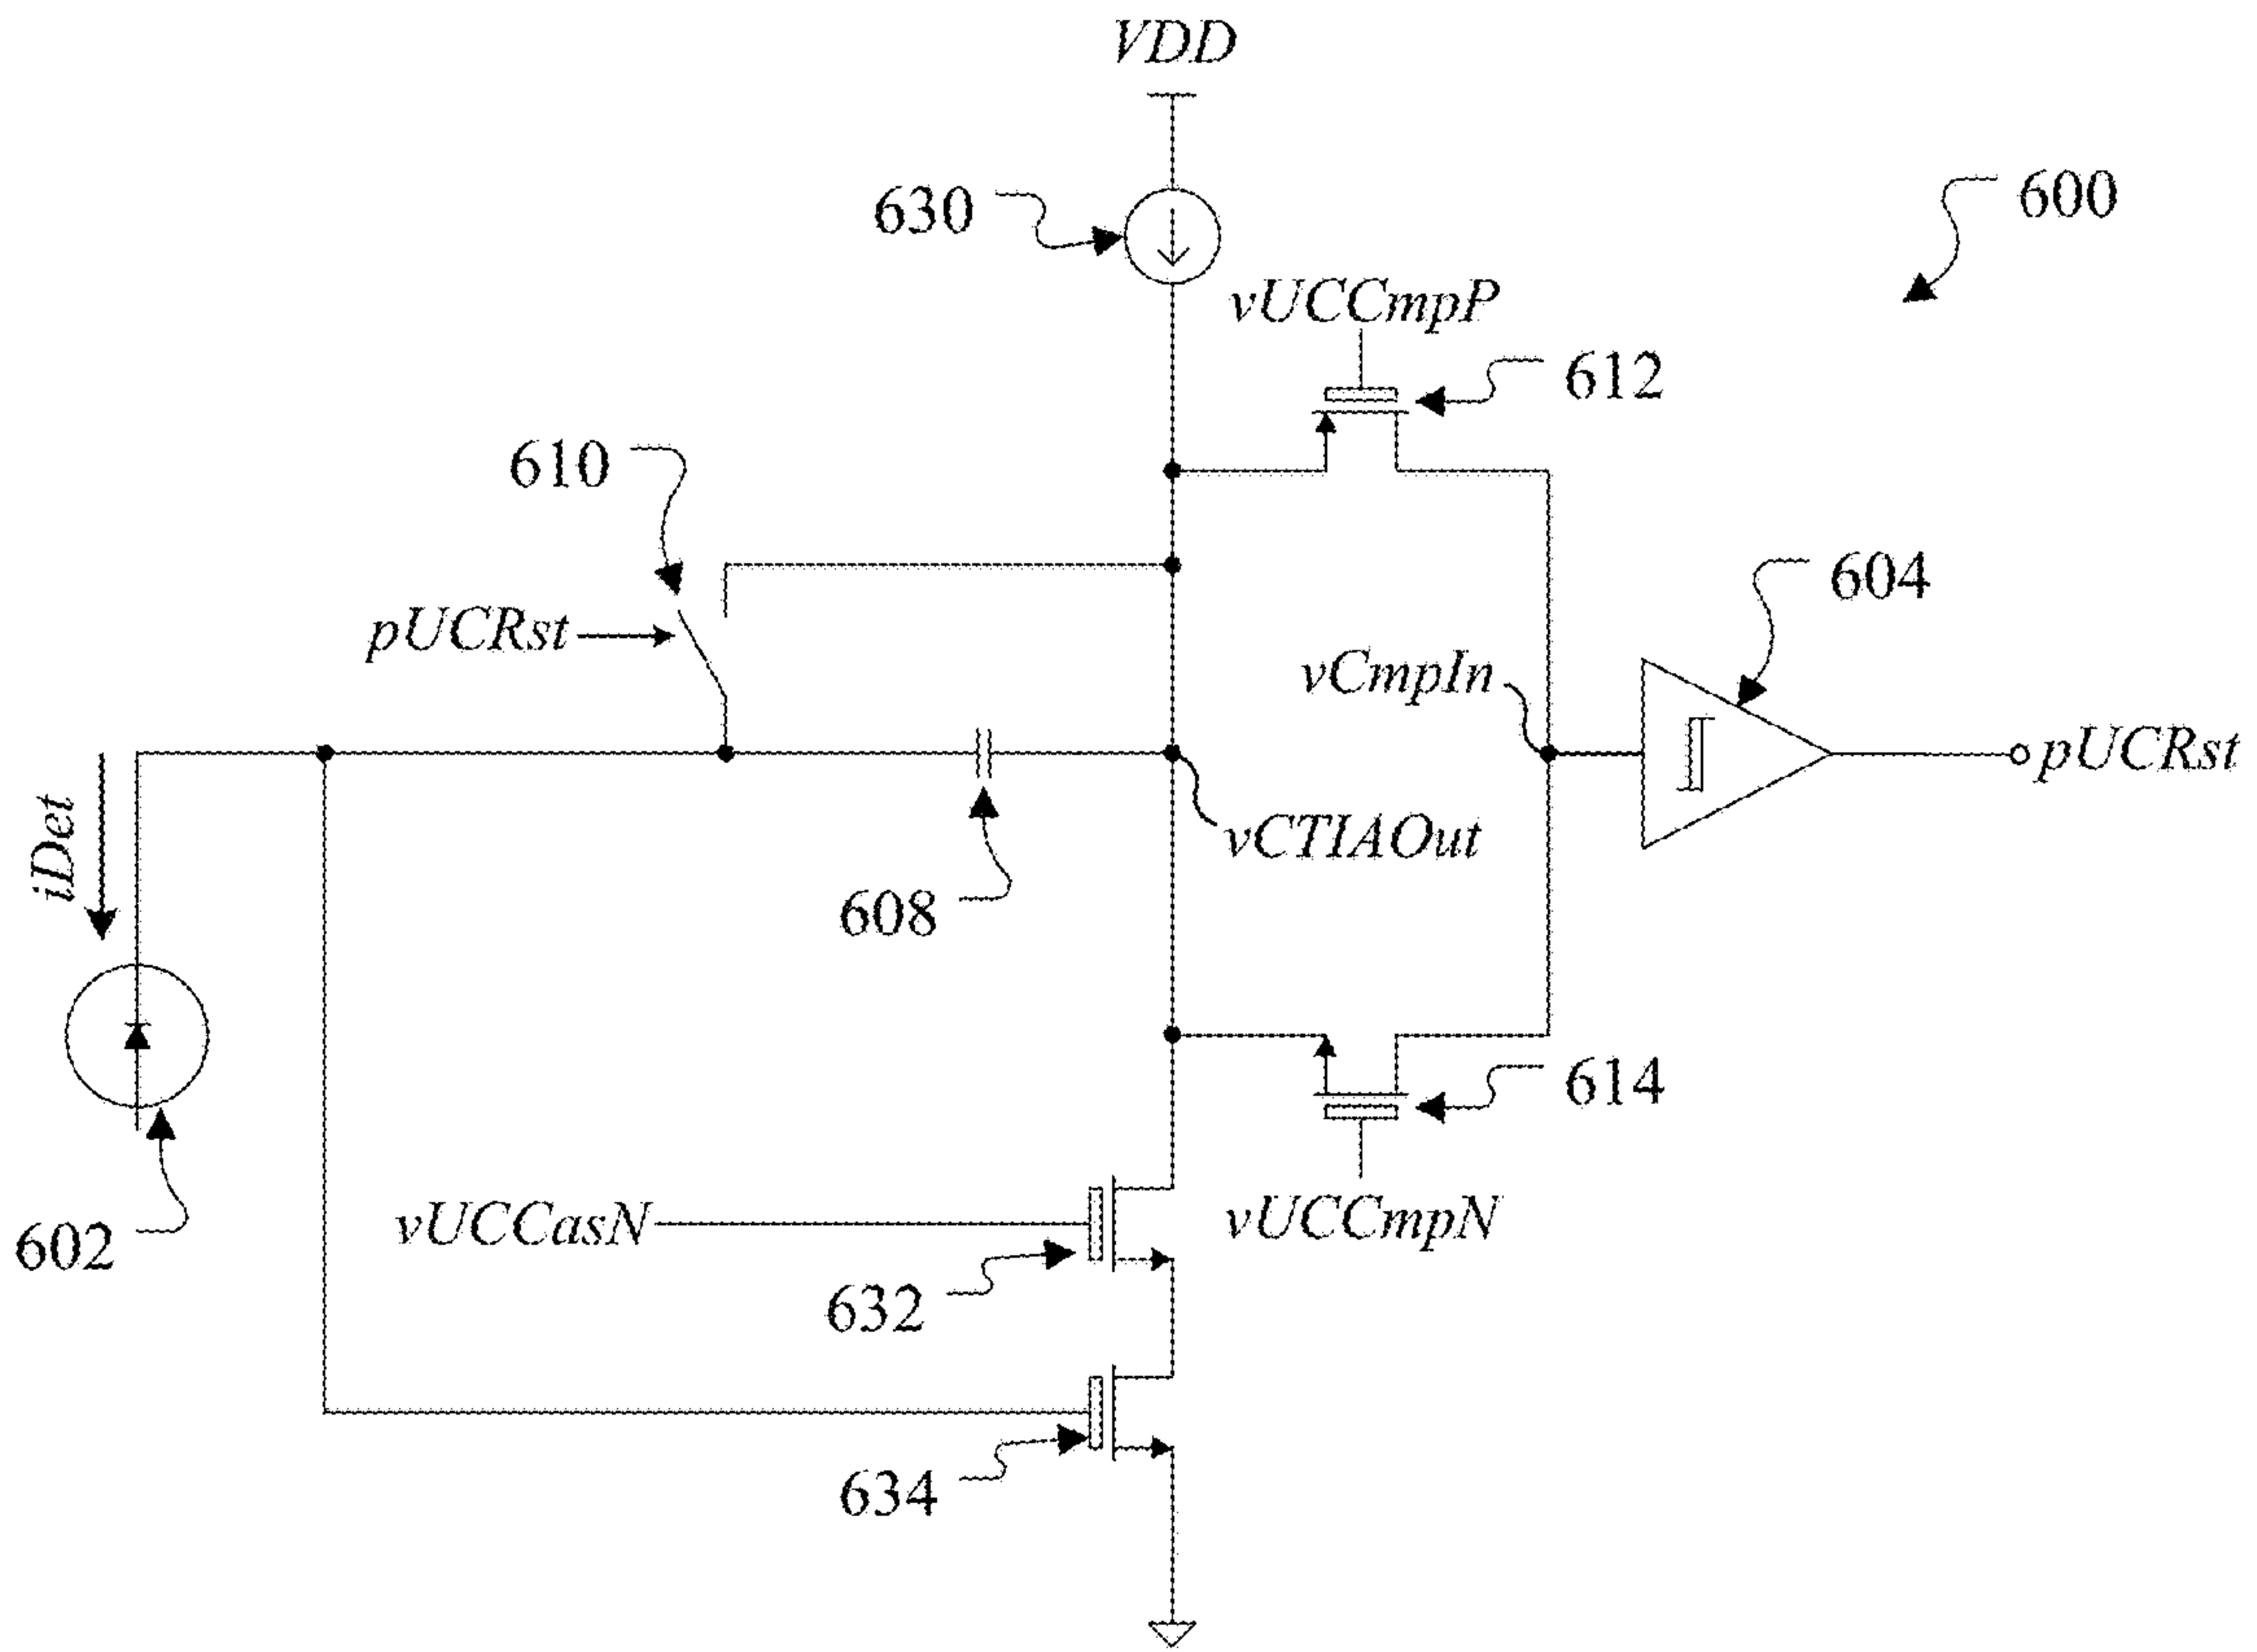 VDD
630
600
vUCCmpP
612
610
604
pUCRst
vCmpIn
pUCRst
iDet
vCTIAOut
608
614
602
vUCCasN
vUCCmpN
632
634